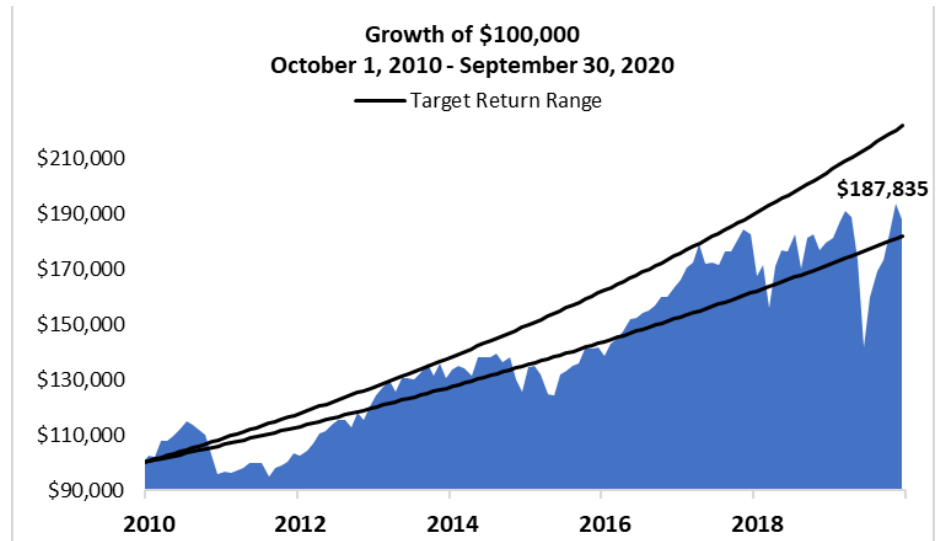 Growth of $100,000
October 1, 2010 - September 30, 2020
Target Return Range
$210,000
$187,835
$190,000
$170,000
$150,000
$130,000
$110,000
$90,000
2010 2012 2014 2016 2018